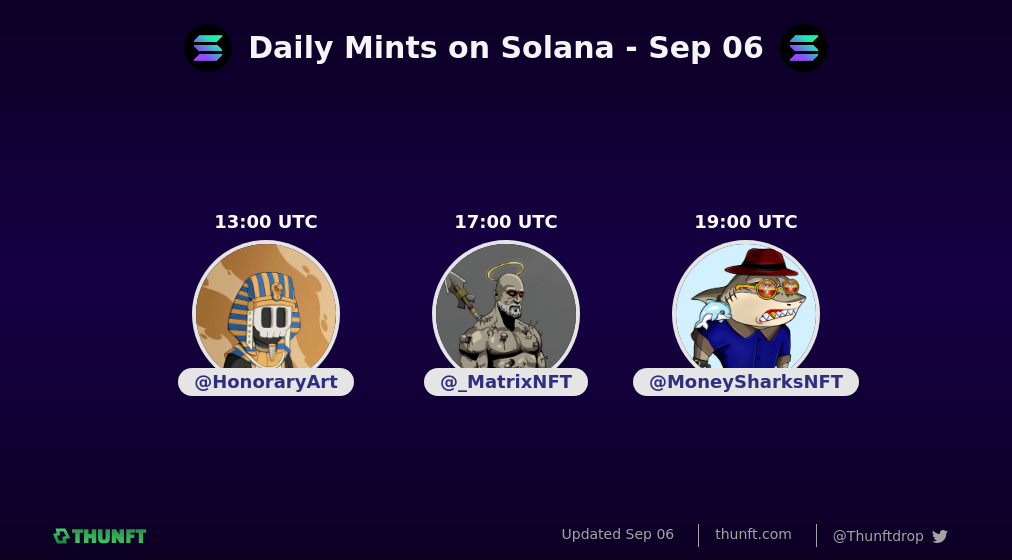 Daily Mints on Solana - Sep 06
13:00 UTC
17:00 UTC
19:00 UTC
@HonoraryArt
@_MatrixNFT
@MoneySharksNFT
THUNFT
Updated Sep 06
thunft.com
@Thunftdrop